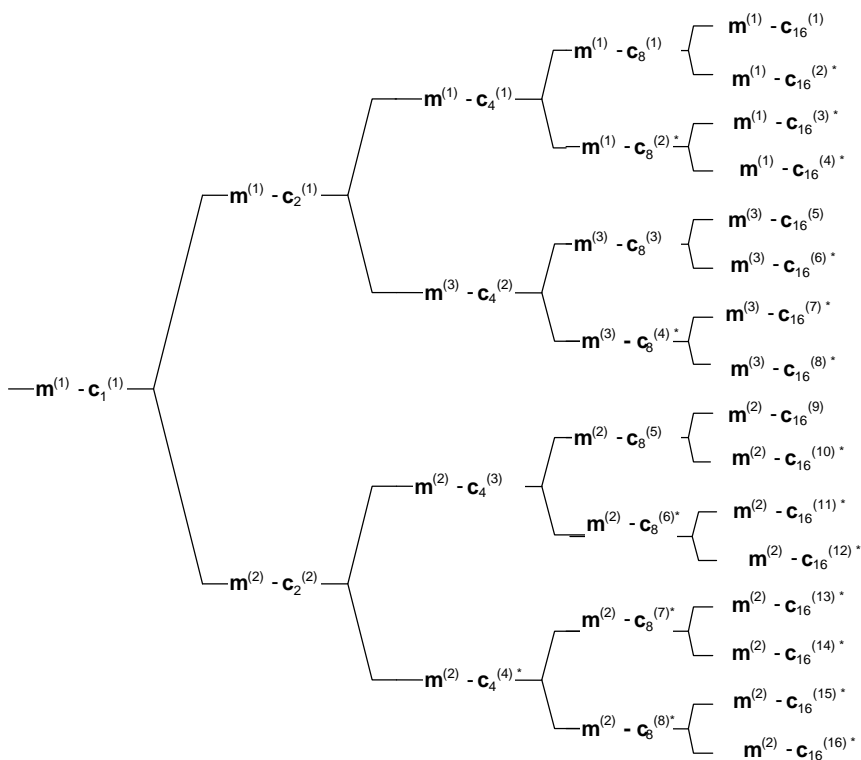 m(1) - c16(1)
m(1) - c8(1)
m(1) - c16(2) *
m(1) - c4(1)
m(1) - c16(3) *
m(1) - c8(2) *
m(1) - c16(4) *
m(1) - c2(1)
m(3) - c16(5)
m(3) - c8(3)
m(3) - c16(6) *
m(3) - c4(2)
m(3) - c16(7) *
m(3) - c8(4) *
m(3) - c16(8) *
m(1) - c1(1)
m(2) - c16(9)
m(2) - c8(5)
m(2) - c16(10) *
m(2) - c4(3)
m(2) - c16(11) *
m(2) - c8(6)*
m(2) - c16(12) *
m(2) - c2(2)
m(2) - c16(13) *
m(2) - c8(7)*
m(2) - c16(14) *
m(2) - c4(4) *
m(2) - c16(15) *
m(2) - c8(8)*
m(2) - c16(16) *